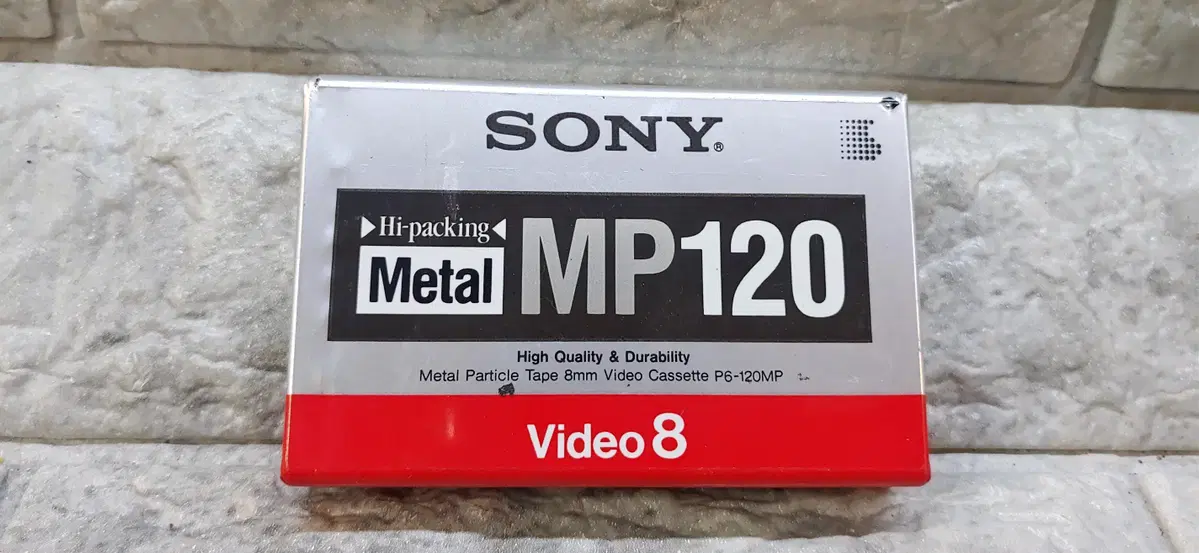 SONY®
Hi-packing
Metal
MP120
High Quality & Durability
Metal Particle Tape 8mm Video Cassette P6-120MP
Video 8